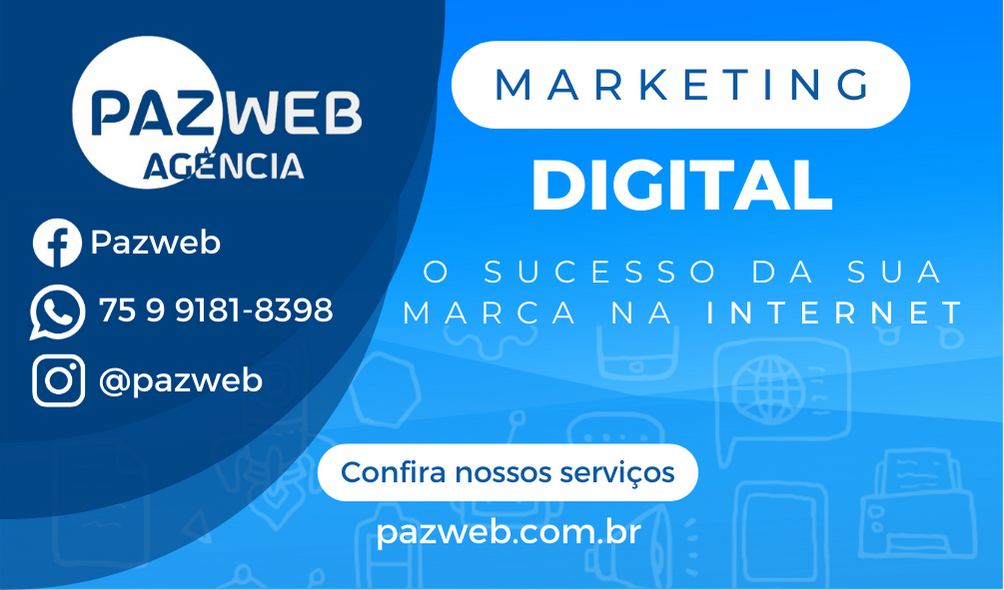 PAZWEB
AGÊNCIA
Pazweb
75 9 9181-8398
@pazweb
MARKETING
DIGITAL
O SUCESSO DA SUA
MARCA NA INTERNET
Confira nossos serviços
pazweb.com.br